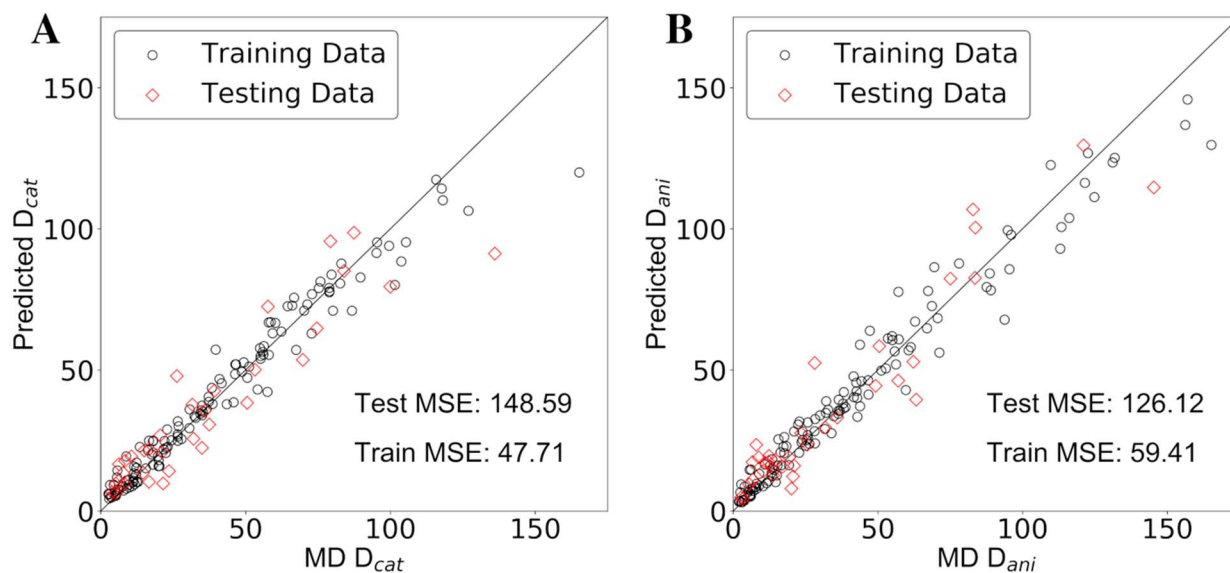 A
Training Data
Testing Data
Test MSE: 148.59
Train MSE: 47.71
Predicted D_cat
150
100
50
0
0 50 100 150
MD D_cat
B
Training Data
Testing Data
Test MSE: 126.12
Train MSE: 59.41
Predicted D_ani
150
100
50
0
0 50 100 150
MD D_ani